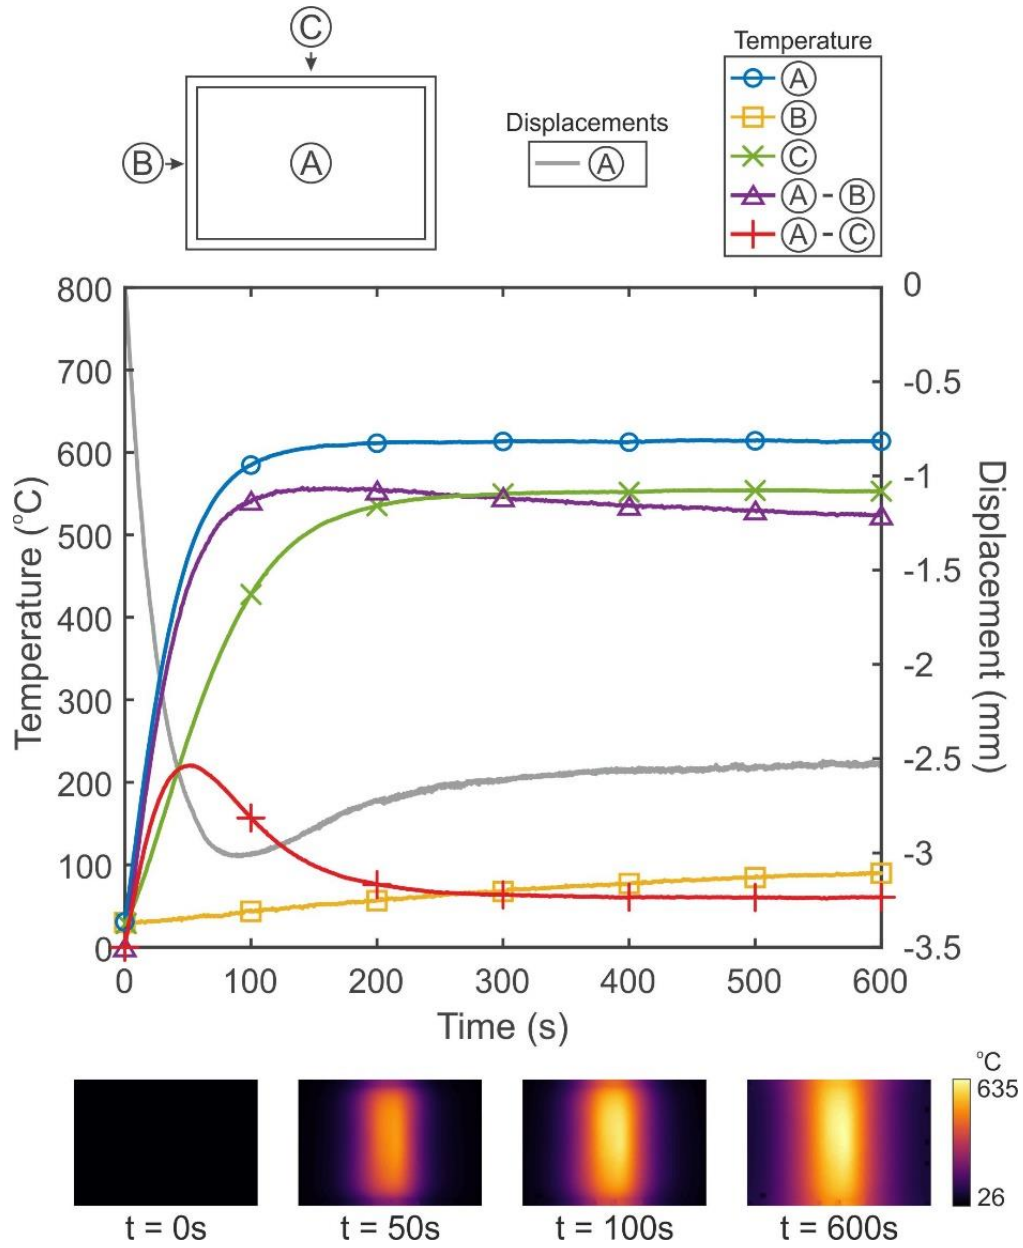 C
B
A
Displacements
A
Temperature
A
B
C
A - B
A - C
800
700
600
500
400
300
200
100
0
Temperature (°C)
0
-0.5
-1
-1.5
-2
-2.5
-3
-3.5
Displacement (mm)
0 100 200 300 400 500 600
Time (s)
°C
635
26
t = 0s t = 50s t = 100s t = 600s